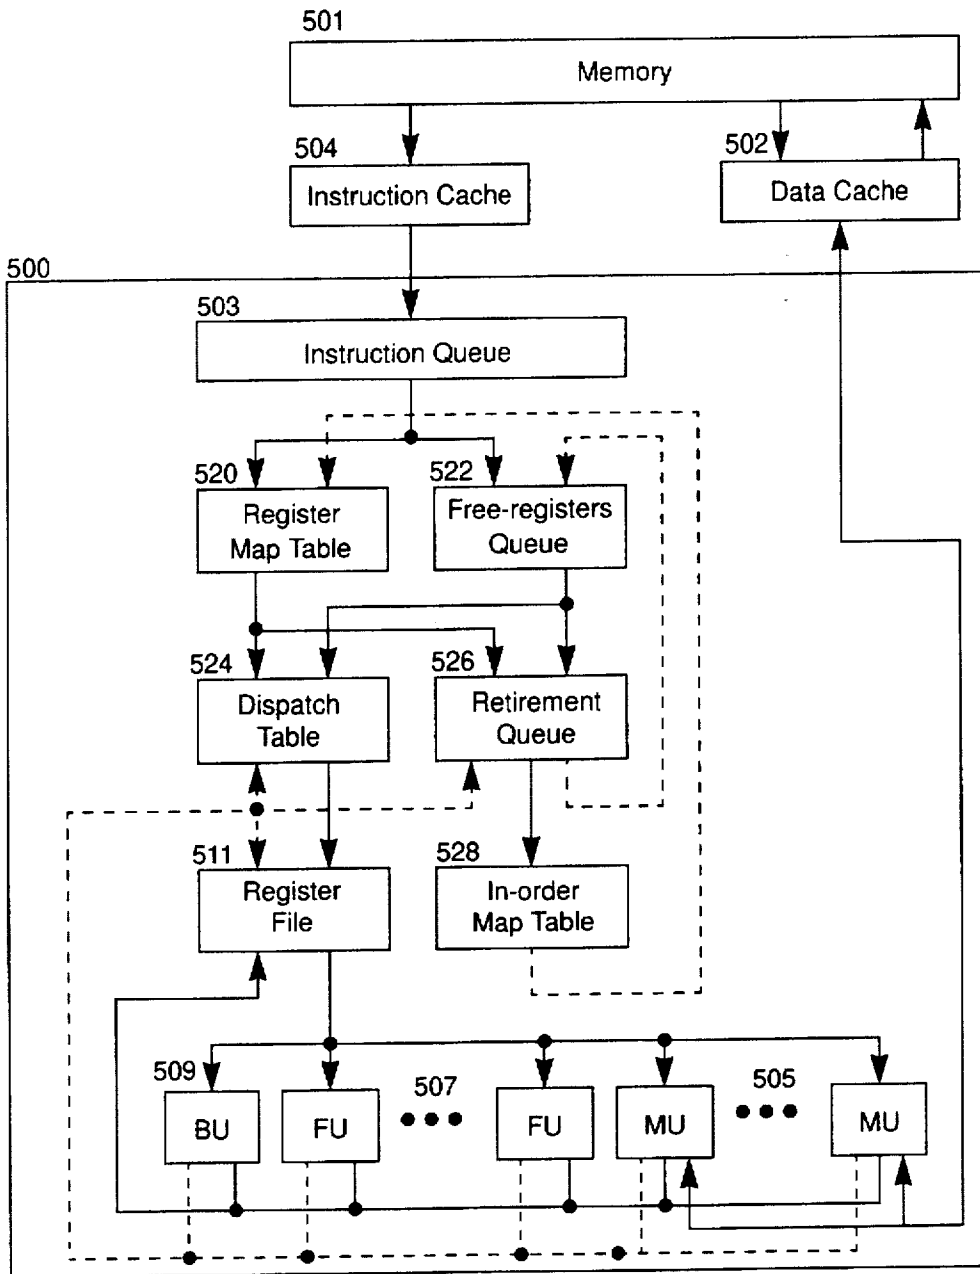 501
Memory
504
502
Instruction Cache
Data Cache
500
503
Instruction Queue
520
522
Register
Map Table
Free-registers
Queue
524
526
Dispatch
Table
Retirement
Queue
511
528
Register
File
In-order
Map Table
509
507
505
BU
FU
FU
MU
MU